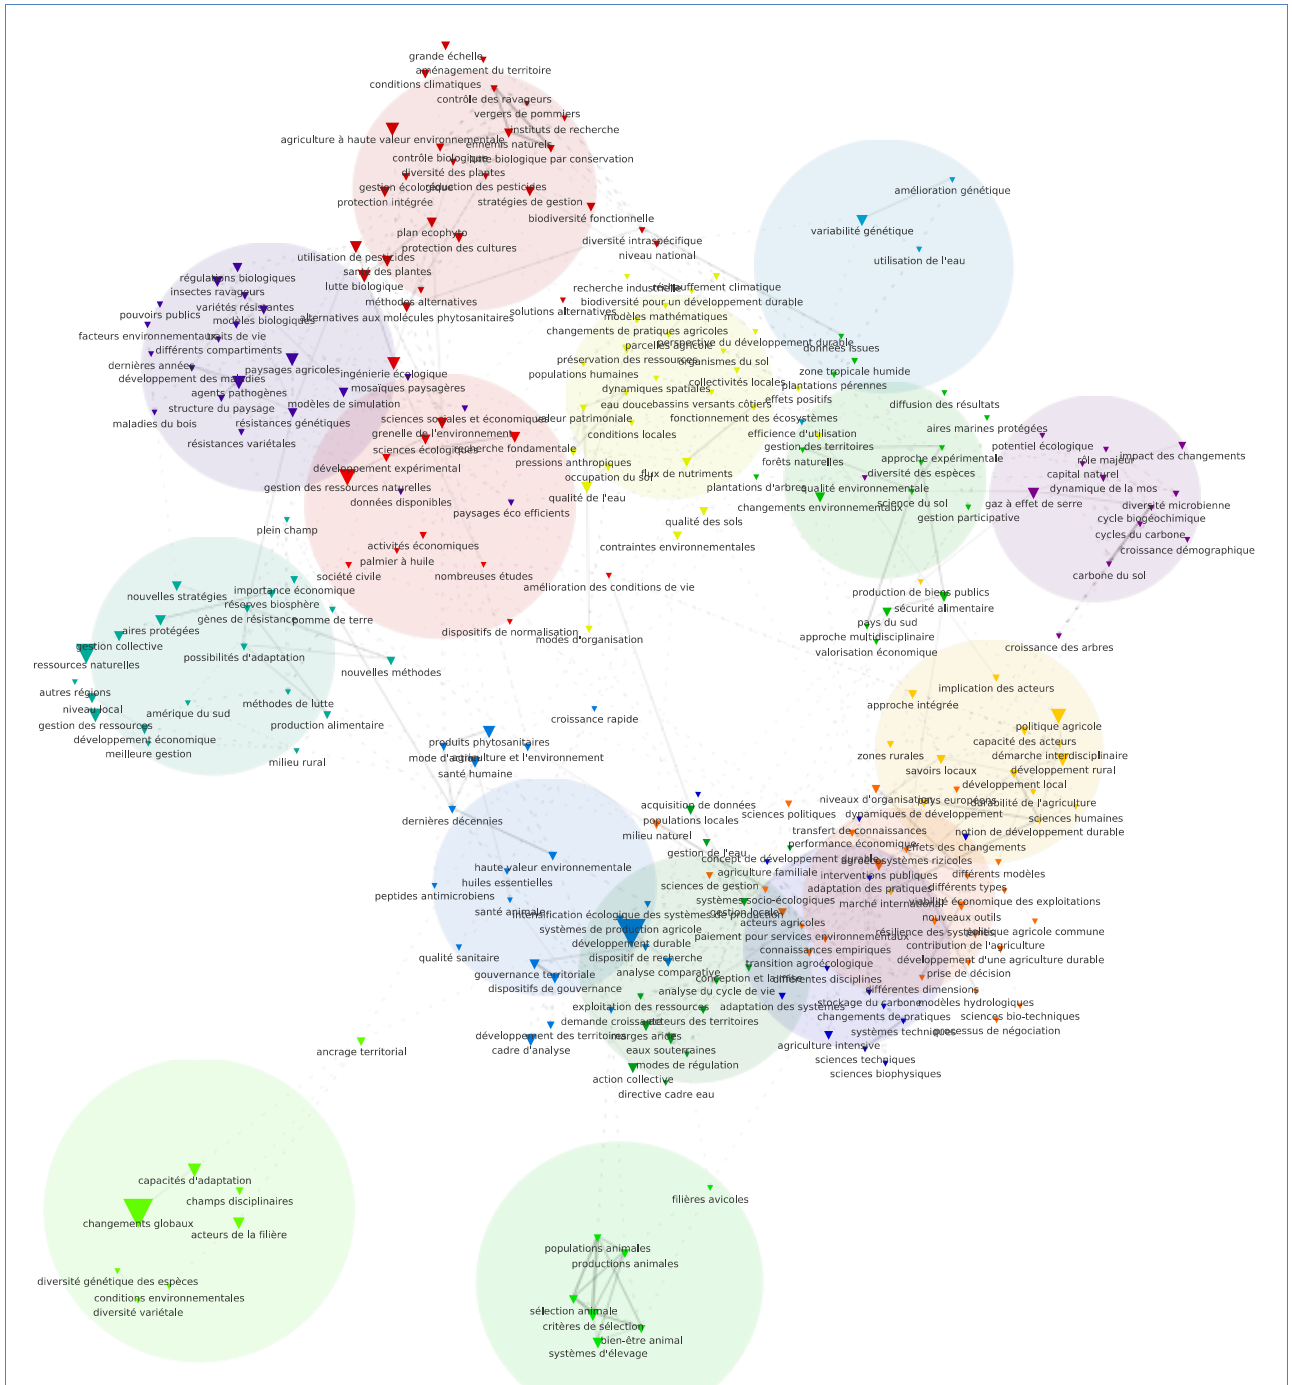 grande échelle
aménagement du territoire
conditions climatiques
contrôle des ravageurs
vergers de pommiers
instituts de recherche
agriculture à haute valeur environnementale
ennemis naturels
contrôle biologique
lutte biologique par conservation
diversité des plantes
gestion écologique
réduction des pesticides
protection intégrée
stratégies de gestion
biodiversité fonctionnelle
plan ecophyto
protection des cultures
diversité intraspécifique
niveau national
utilisation de pesticides
santé des plantes
lutte biologique
méthodes alternatives
alternatives aux molécules phytosanitaires
solutions alternatives
amélioration génétique
variabilité génétique
utilisation de l'eau
régulations biologiques
insectes ravageurs
pouvoirs publics
variétés résistantes
modèles biologiques
facteurs environnementaux
traits de vie
différents compartiments
dernières années
paysages agricoles
développement des maladies
agents pathogènes
structure du paysage
modèles de simulation
maladies du bois
résistances génétiques
résistances variétales
ingénierie écologique
mosaïques paysagères
recherche industrielle
réchauffement climatique
biodiversité pour un développement durable
modèle mathématiques
changements de pratiques agricoles
parcelles agricole
perspective du développement durable
préservation des ressources
organismes du sol
populations humaines
collectivités locales
dynamiques spatiales
eau douce
bassins versants côtiers
effets positifs
valeur patrimoniale
fonctionnement des écosystèmes
conditions locales
pressions anthropiques
flux de nutriments
occupation du sol
qualité de l'eau
qualité des sols
contraintes environnementales
données issues
zone tropicale humide
plantations pérennes
diffusion des résultats
aires marines protégées
efficience d'utilisation
gestion des territoires
approche expérimentale
forêts naturelles
diversité des espèces
plantations d'arbres
qualité environnementale
science du sol
changements environnementaux
gestion participative
potentiel écologique
impact des changements
rôle majeur
capital naturel
dynamique de la mos
gaz à effet de serre
diversité microbienne
cycle biogéochimique
cycles du carbone
croissance démographique
carbone du sol
croissance des arbres
sciences sociales et économiques
grenelle de l'environnement
sciences écologiques
recherche fondamentale
développement expérimental
gestion des ressources naturelles
données disponibles
paysages éco efficients
plein champ
activités économiques
palmier à huile
société civile
nombreuses études
amélioration des conditions de vie
dispositifs de normalisation
modes d'organisation
production de biens publics
sécurité alimentaire
pays du sud
approche multidisciplinaire
valorisation économique
nouvelles stratégies
importance économique
réserves biosphère
gènes de résistance
pomme de terre
aires protégées
gestion collective
ressources naturelles
possibilités d'adaptation
nouvelles méthodes
autres régions
niveau local
méthodes de lutte
amérique du sud
gestion des ressources
production alimentaire
développement économique
meilleure gestion
milieu rural
implication des acteurs
approche intégrée
politique agricole
capacité des acteurs
démarche interdisciplinaire
zones rurales
savoirs locaux
développement rural
développement local
croissance rapide
produits phytosanitaires
mode d'action
agriculture et l'environnement
santé humaine
dernières décennies
acquisition de données
populations locales
milieu naturel
sciences politiques
niveaux d'organisation
pays européens
durabilité de l'agriculture
dynamiques de développement
sciences humaines
transfert de connaissances
notion de développement durable
performance économique
effets des changements
gestion de l'eau
concept de développement durable
agroécosystèmes rizicoles
agriculture familiale
interventions publiques
différents modèles
sciences de gestion
adaptation des pratiques
différents types
systèmes socio-écologiques
marché international
viabilité économique des exploitations
haute valeur environnementale
huiles essentielles
peptides antimicrobiens
santé animale
intensification écologique des systèmes de production
gestion locale
nouveaux outils
acteurs agricoles
systèmes de production agricole
résilience des systèmes
politique agricole commune
paiement pour services environnementaux
développement durable
contribution de l'agriculture
connaissances empiriques
qualité sanitaire
dispositif de recherche
développement d'une agriculture durable
transition agroécologique
gouvernance territoriale
analyse comparative
prise de décision
conception et la mise
différentes disciplines
dispositifs de gouvernance
analyse du cycle de vie
différentes dimensions
exploitation des ressources
adaptation des systèmes
stockage du carbone
modèles hydrologiques
demande croissante
acteurs des territoires
changements de pratiques
sciences bio-techniques
développement des territoires
marges arides
systèmes techniques
processus de négociation
cadre d'analyse
eaux souterraines
agriculture intensive
modes de régulation
sciences techniques
action collective
sciences biophysiques
directive cadre eau
ancrage territorial
capacités d'adaptation
champs disciplinaires
changements globaux
acteurs de la filière
diversité génétique des espèces
conditions environnementales
diversité variétale
filières avicoles
populations animales
productions animales
sélection animale
critères de sélection
bien-être animal
systèmes d'élevage